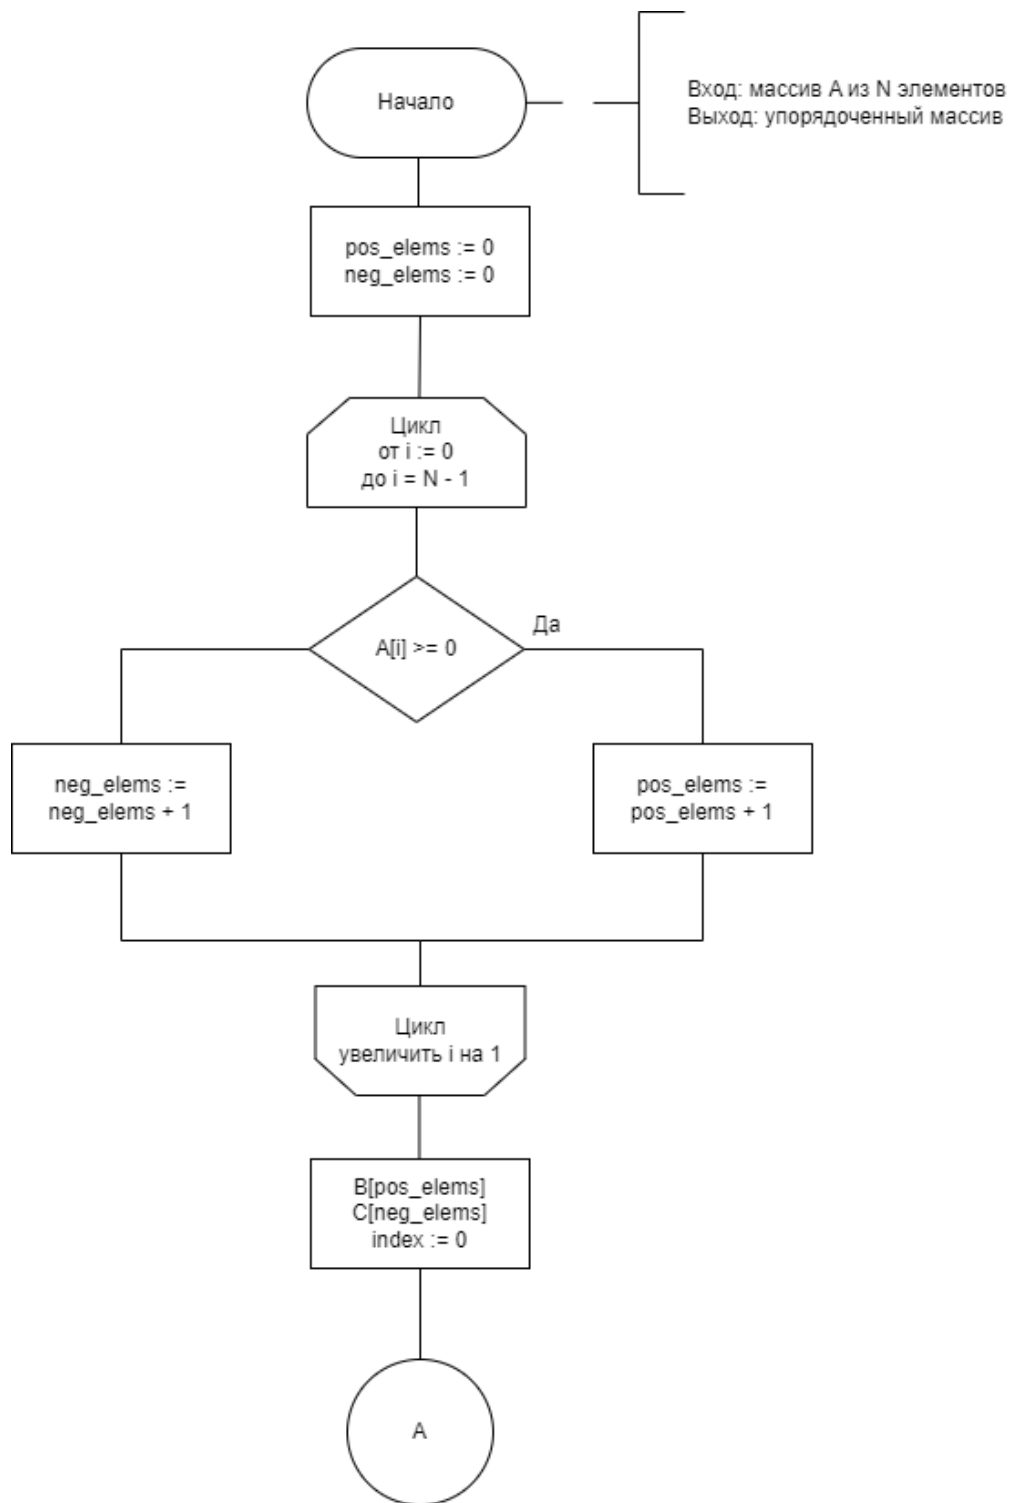 Начало
Вход: массив A из N элементов
Выход: упорядоченный массив
pos_elems := 0
neg_elems := 0
Цикл
от i := 0
до i = N - 1
A[i] >= 0
Да
neg_elems :=
neg_elems + 1
pos_elems :=
pos_elems + 1
Цикл
увеличить i на 1
B[pos_elems]
C[neg_elems]
index := 0
A